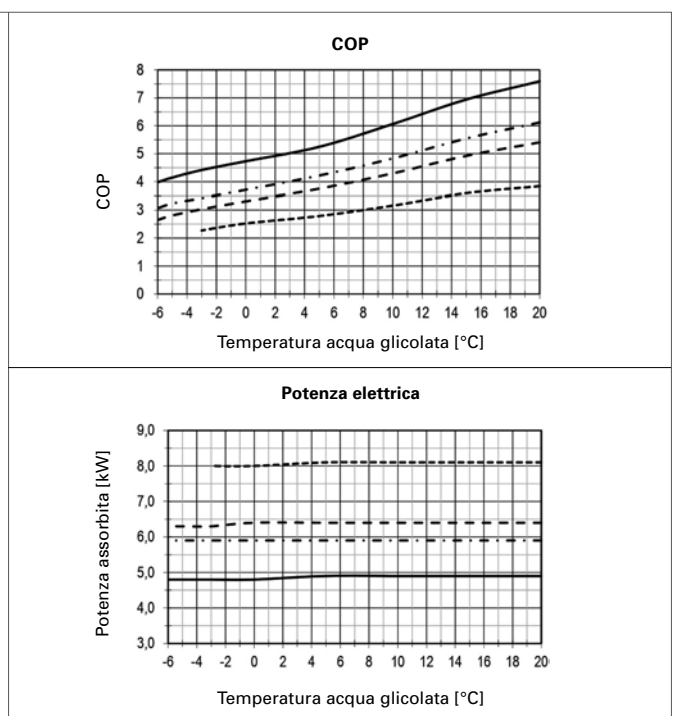 COP
8
7
6
5
4
3
2
1
0
COP
-6 -4 -2 0 2 4 6 8 10 12 14 16 18 20
Temperatura acqua glicolata [°C]
Potenza elettrica
9,0
8,0
7,0
6,0
5,0
4,0
3,0
Potenza assorbita [kW]
-6 -4 -2 0 2 4 6 8 10 12 14 16 18 20
Temperatura acqua glicolata [°C]